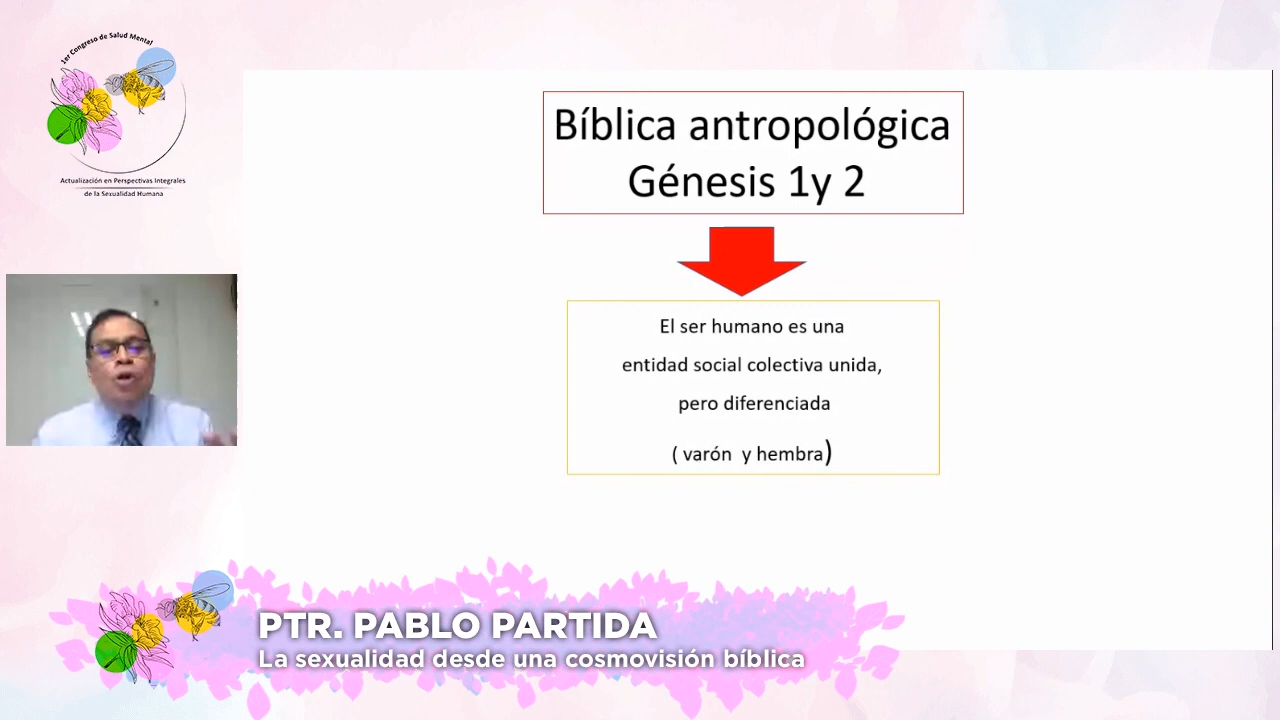 1er Congreso de Salud Mental
Actualización en Perspectivas Integrales
de la Sexualidad Humana
Bíblica antropológica
Génesis 1y 2
El ser humano es una
entidad social colectiva unida,
pero diferenciada
( varón y hembra)
PTR. PABLO PARTIDA
La sexualidad desde una cosmovisión bíblica